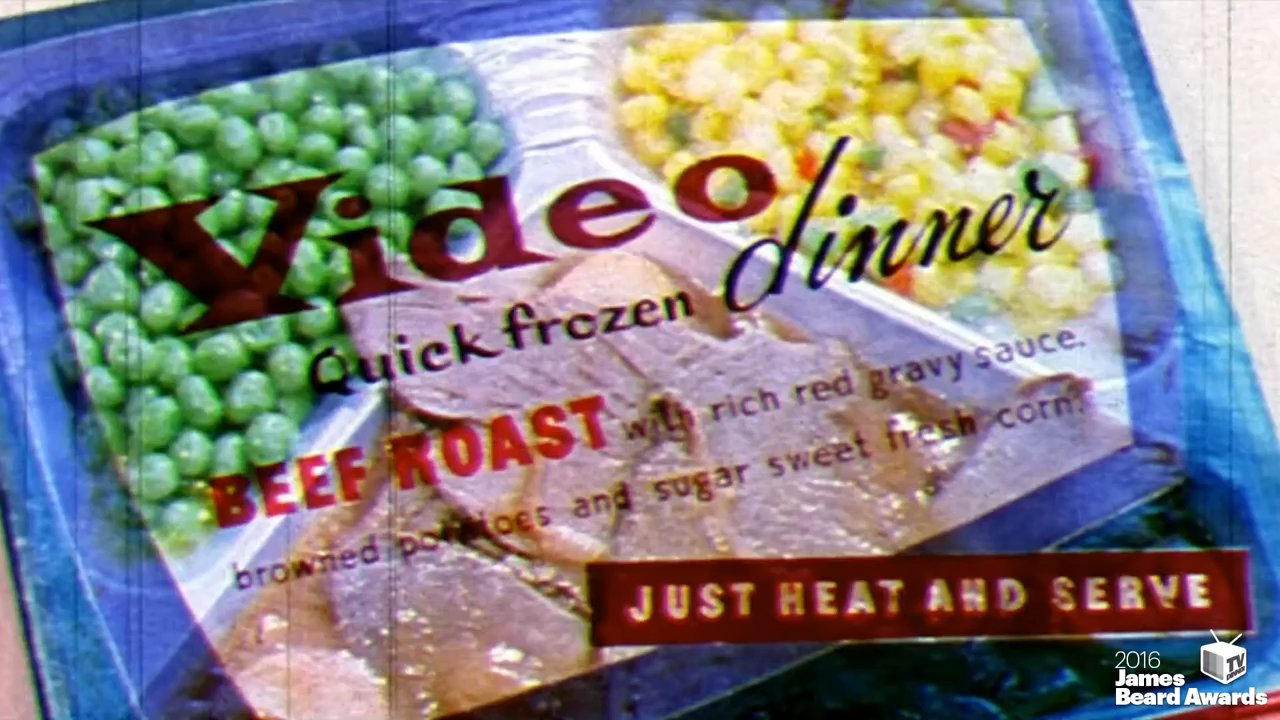 Video dinner
Quick frozen
BEEF ROAST with rich red gravy sauce.
browned potatoes and sugar sweet fresh corn.
JUST HEAT AND SERVE
2016
James
Beard Awards
TV